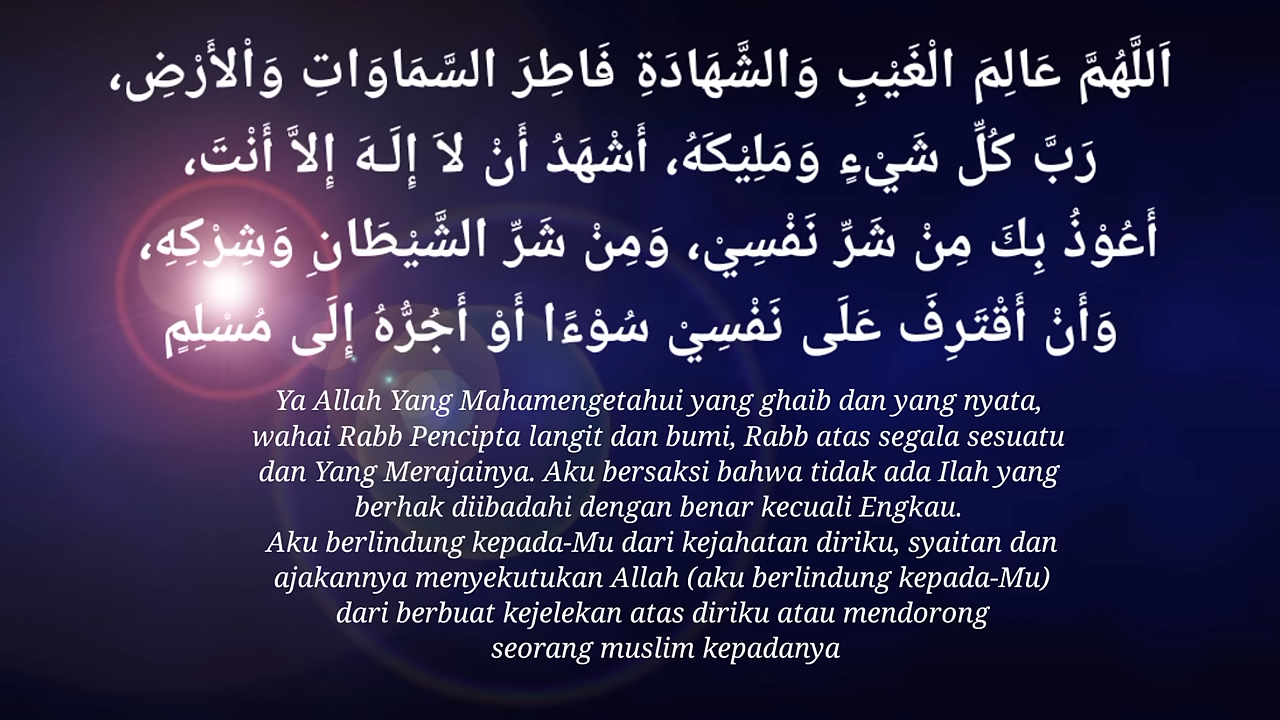 اَللَّهُمَّ عَالِمَ الْغَيْبِ وَالشَّهَادَةِ فَاطِرَ السَّمَاوَاتِ وَاْلأَرْضِ،
رَبَّ كُلِّ شَيْءٍ وَمَلِيْكَهُ، أَشْهَدُ أَنْ لاَ إِلَـهَ إِلاَّ أَنْتَ،
أَعُوْذُ بِكَ مِنْ شَرِّ نَفْسِيْ، وَمِنْ شَرِّ الشَّيْطَانِ وَشِرْكِهِ،
وَأَنْ أَقْتَرِفَ عَلَى نَفْسِيْ سُوْءًا أَوْ أَجُرُّهُ إِلَى مُسْلِمٍ
Ya Allah Yang Mahamengetahui yang ghaib dan yang nyata,
wahai Rabb Pencipta langit dan bumi, Rabb atas segala sesuatu
dan Yang Merajainya. Aku bersaksi bahwa tidak ada Ilah yang
berhak diibadahi dengan benar kecuali Engkau.
Aku berlindung kepada-Mu dari kejahatan diriku, syaitan dan
ajakannya menyekutukan Allah (aku berlindung kepada-Mu)
dari berbuat kejelekan atas diriku atau mendorong
seorang muslim kepadanya